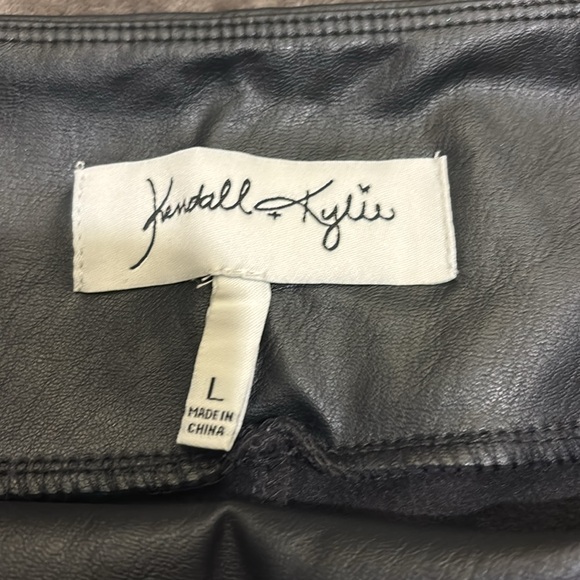 Kendall + Kylie
L
MADE IN
CHINA